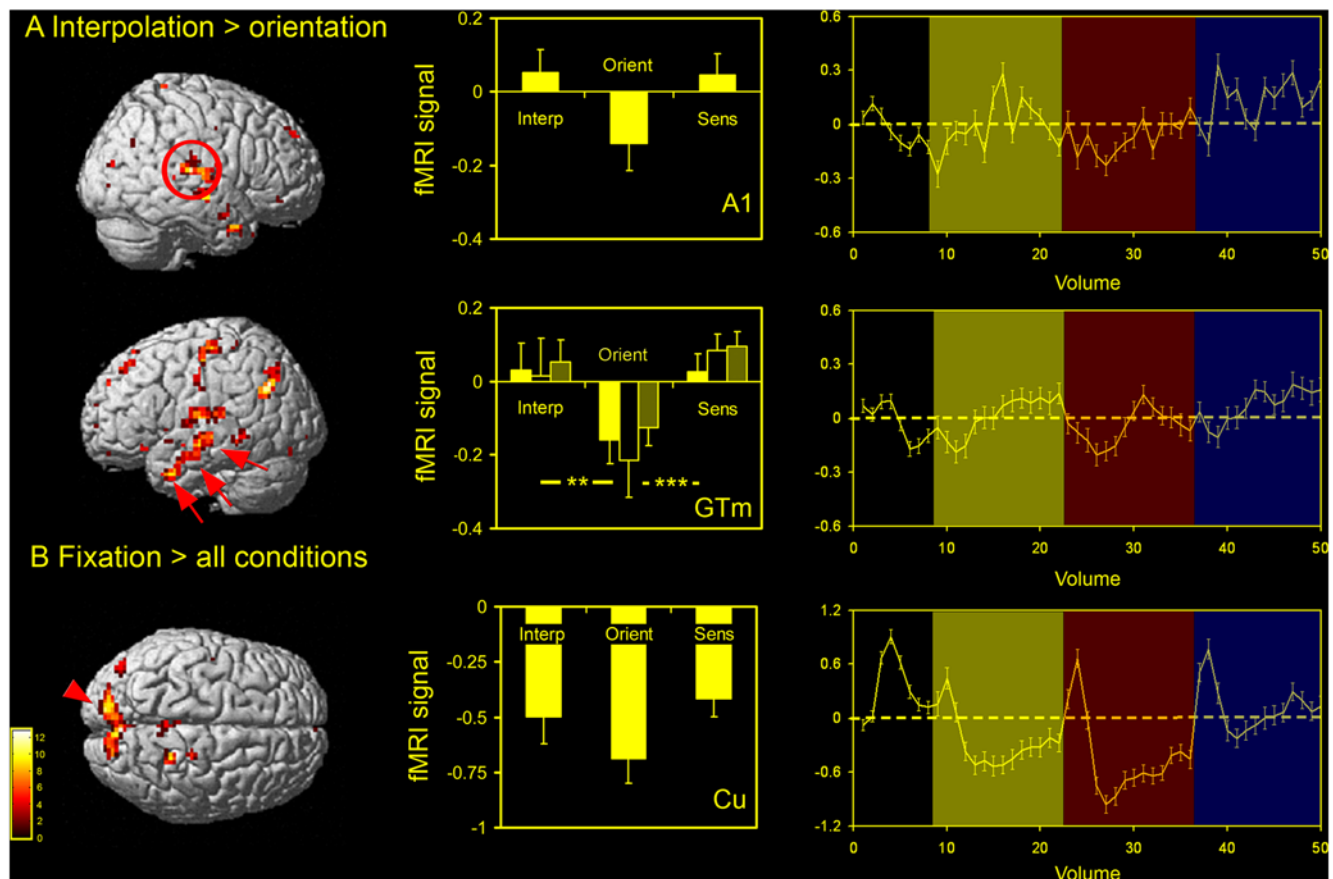 A Interpolation > orientation
fMRI signal
0.2
0
-0.2
-0.4
Orient
Interp
Sens
A1
0.6
0.3
0
-0.3
-0.6
0 10 20 30 40 50
Volume
fMRI signal
0.2
0
-0.2
-0.4
Orient
Interp
Sens
** ***
GTm
0.6
0.3
0
-0.3
-0.6
0 10 20 30 40 50
Volume
B Fixation > all conditions
12
10
8
6
4
2
0
fMRI signal
0
-0.25
-0.5
-0.75
-1
Interp Orient Sens
Cu
1.2
0.6
0
-0.6
-1.2
0 10 20 30 40 50
Volume